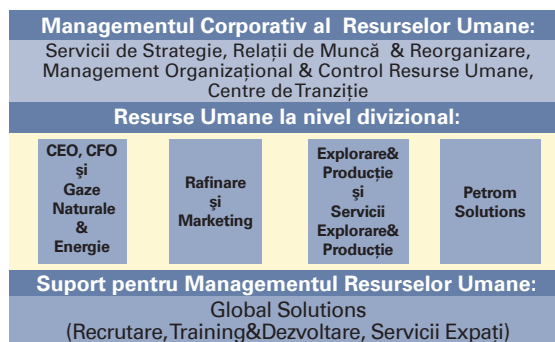 Managementul Corporativ al Resurselor Umane:
Servicii de Strategie, Relații de Muncă & Reorganizare,
Management Organizațional & Control Resurse Umane,
Centre de Tranziție
Resurse Umane la nivel divizional:
CEO, CFO
și
Gaze
Naturale
&
Energie
Rafinare
și
Marketing
Explorare&
Producție
și
Servicii
Explorare&
Producție
Petrom
Solutions
Suport pentru Managementul Resurselor Umane:
Global Solutions
(Recrutare, Training&Dezvoltare, Servicii Expați)